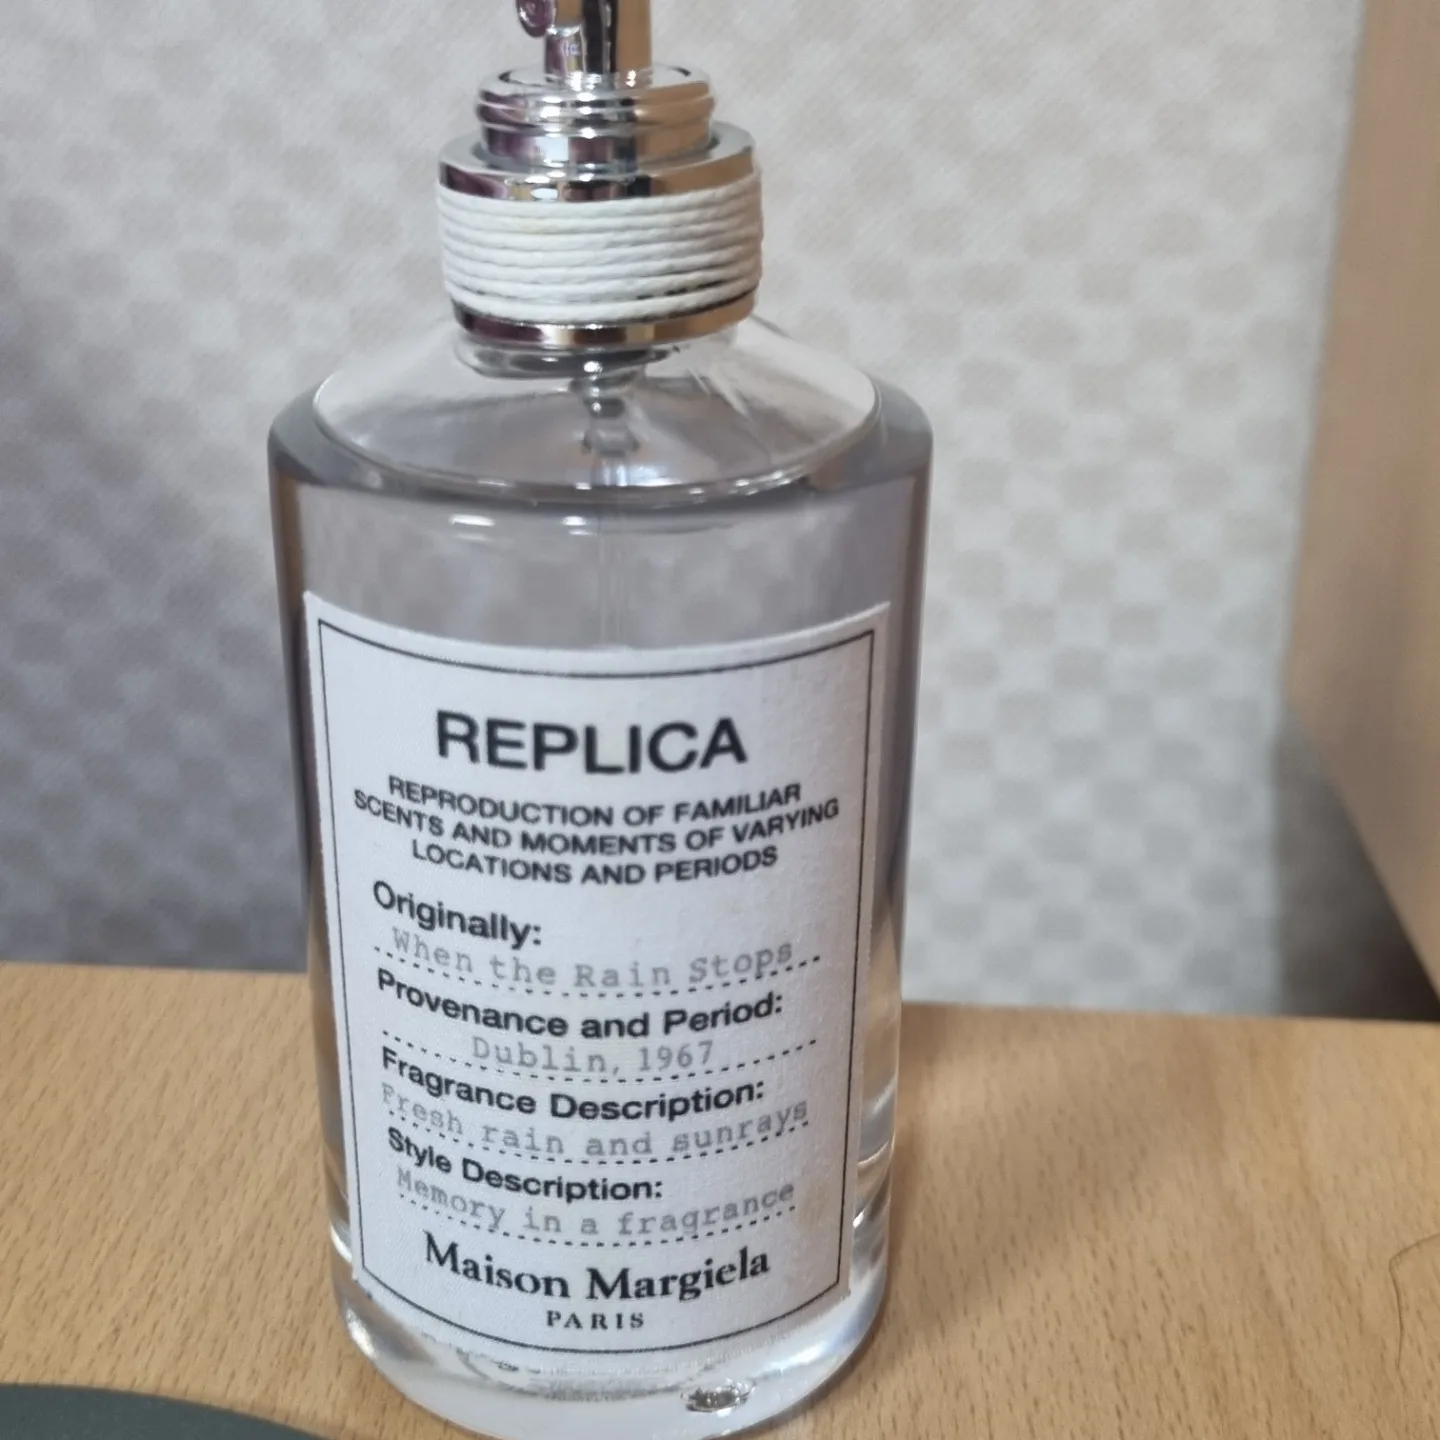 REPLICA
REPRODUCTION OF FAMILIAR
SCENTS AND MOMENTS OF VARYING
LOCATIONS AND PERIODS
Originally:
When the Rain Stops
Provenance and Period:
Dublin, 1967
Fragrance Description:
Fresh rain and sunrays
Style Description:
Memory in a fragrance
Maison Margiela
PARIS